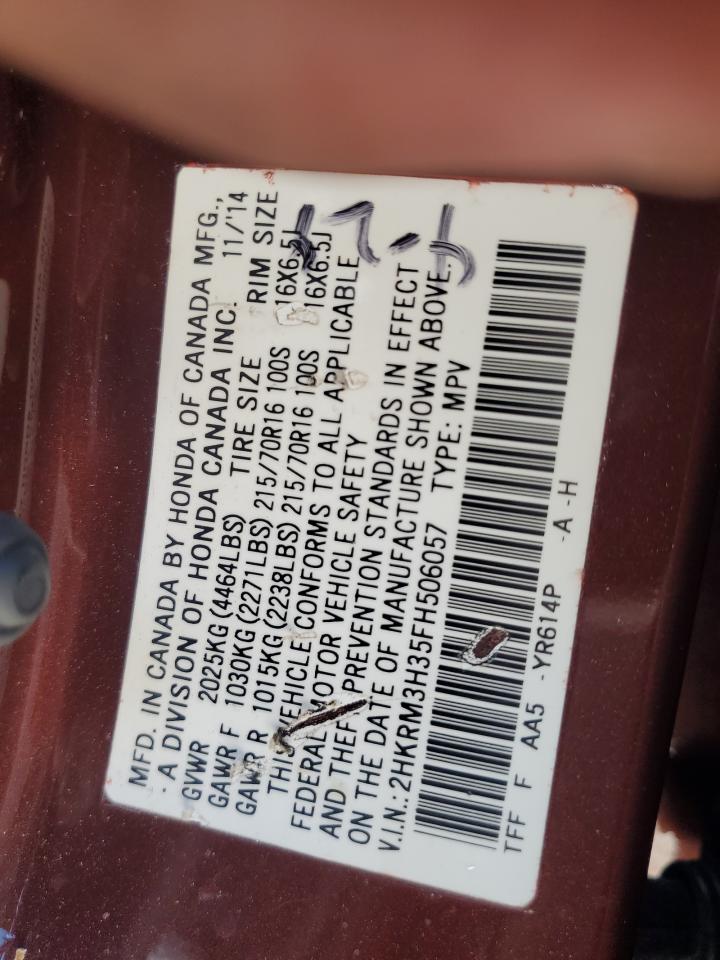 MFD. IN CANADA BY HONDA OF CANADA MFG.,
· A DIVISION OF HONDA CANADA INC. 11/'14
GVWR 2025KG (4464LBS) TIRE SIZE RIM SIZE
GAWR F 1030KG (2271LBS) 215/70R16 100S 16X6.5J
GAWR R 1015KG (2238LBS) 215/70R16 100S 16X6.5J
VEHICLE CONFORMS TO ALL APPLICABLE
FEDERAL MOTOR VEHICLE SAFETY
AND THEFT PREVENTION STANDARDS IN EFFECT
ON THE DATE OF MANUFACTURE SHOWN ABOVE.
V.I.N.: 2HKRM3H35FH506057 TYPE: MPV
TFF F AA5 -YR614P -A -H